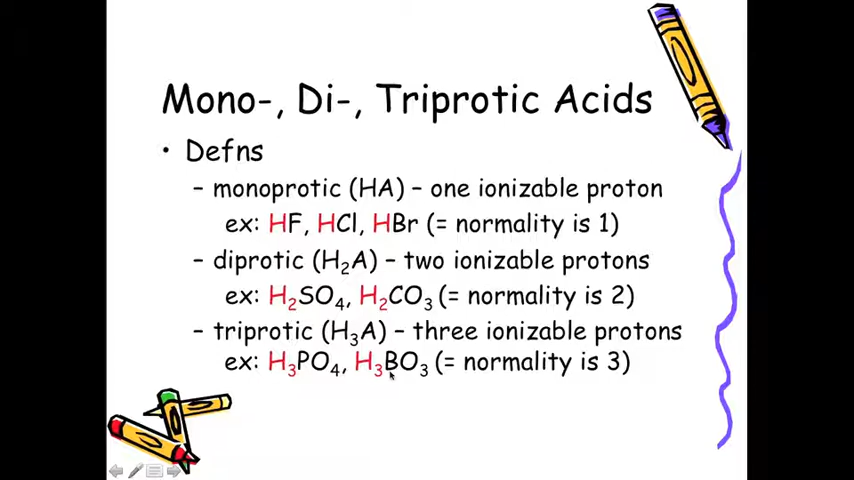 Mono-, Di-, Triprotic Acids
• Defns
– monoprotic (HA) – one ionizable proton
ex: HF, HCl, HBr (= normality is 1)
– diprotic (H₂A) – two ionizable protons
ex: H₂SO₄, H₂CO₃ (= normality is 2)
– triprotic (H₃A) – three ionizable protons
ex: H₃PO₄, H₃BO₃ (= normality is 3)